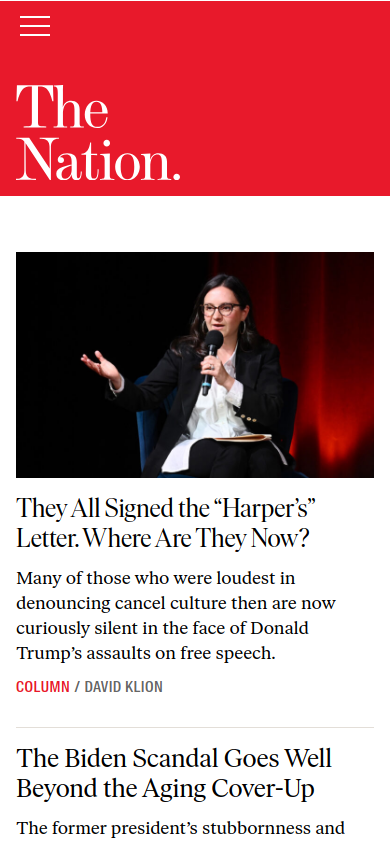 The
Nation.
They All Signed the “Harper’s”
Letter. Where Are They Now?
Many of those who were loudest in
denouncing cancel culture then are now
curiously silent in the face of Donald
Trump’s assaults on free speech.
COLUMN / DAVID KLION
The Biden Scandal Goes Well
Beyond the Aging Cover-Up
The former president’s stubbornness and